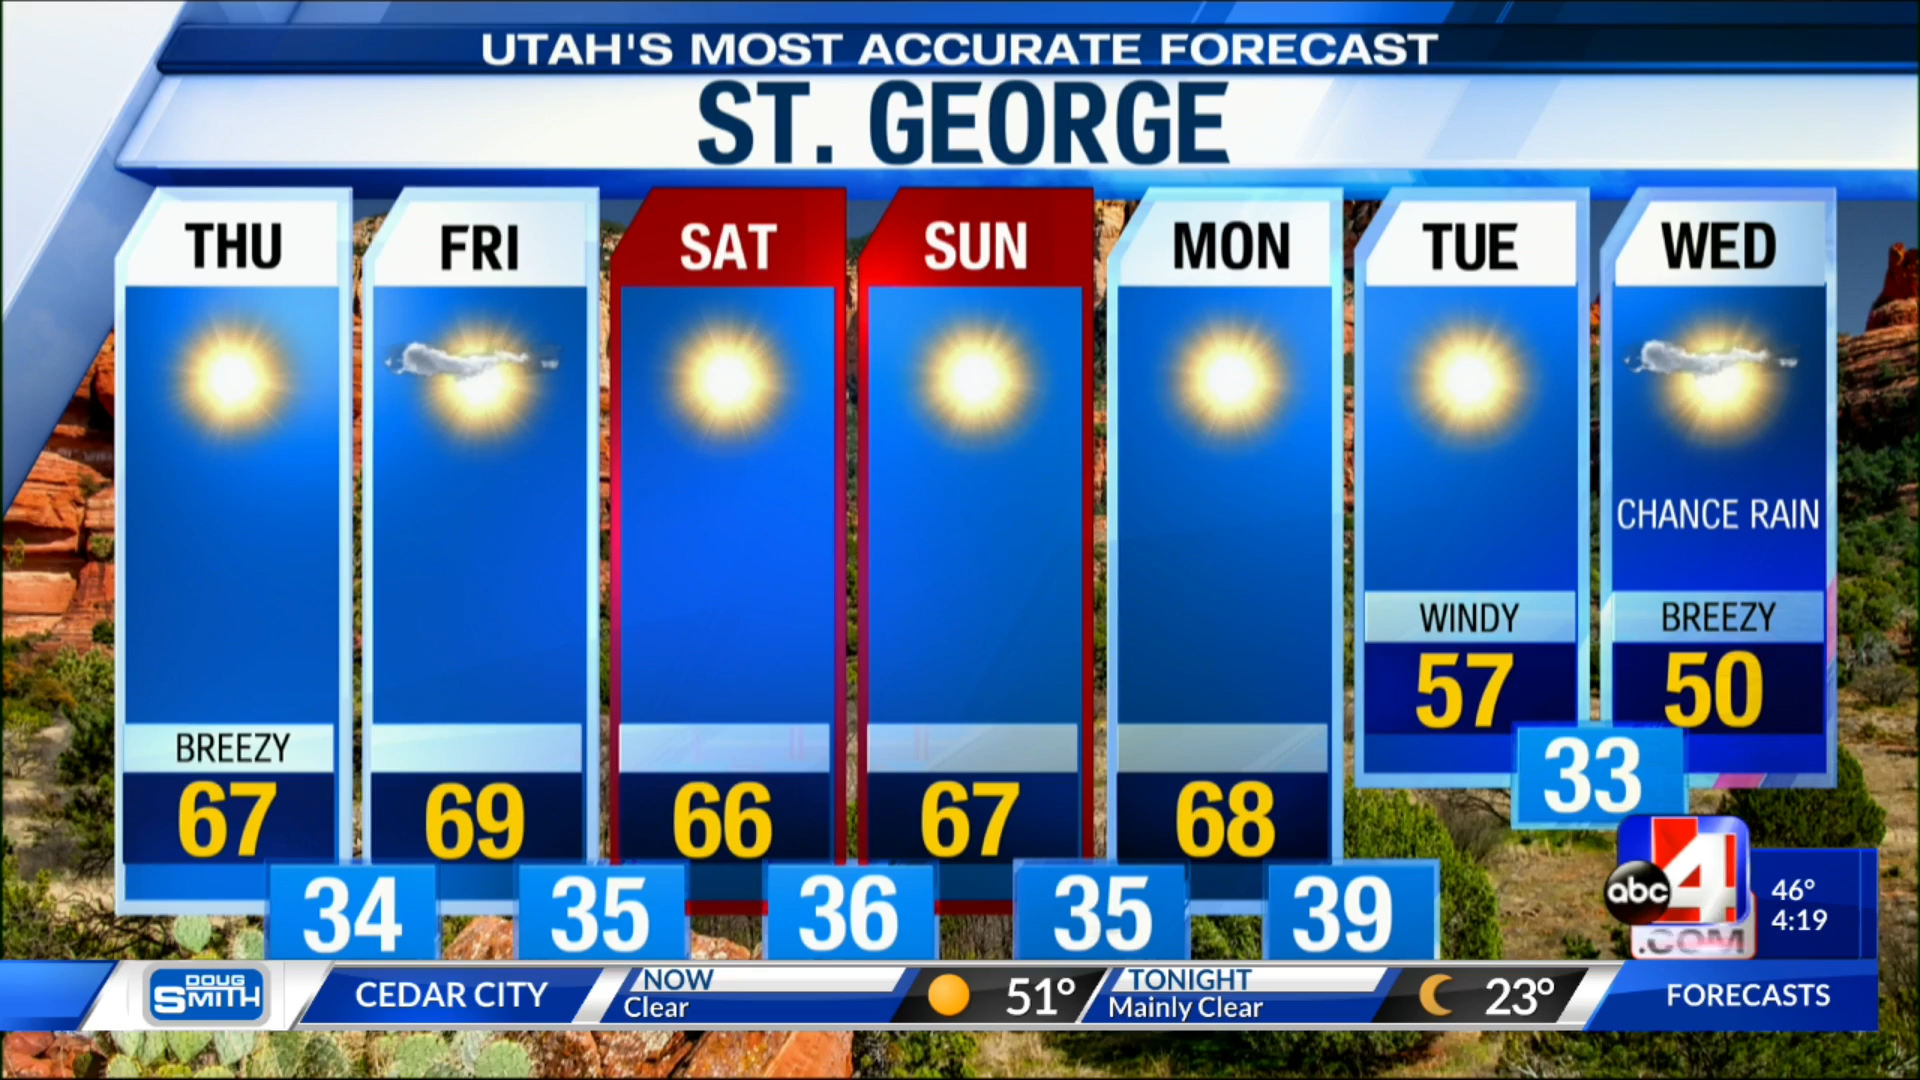 UTAH'S MOST ACCURATE FORECAST
ST. GEORGE
THU FRI SAT SUN MON TUE WED
CHANCE RAIN
WINDY BREEZY
57 50
BREEZY
33
67 69 66 67 68
34 35 36 35 39
abc 4 .COM
46°
4:19
DOUG SMITH
CEDAR CITY
NOW
Clear
51°
TONIGHT
Mainly Clear
23°
FORECASTS